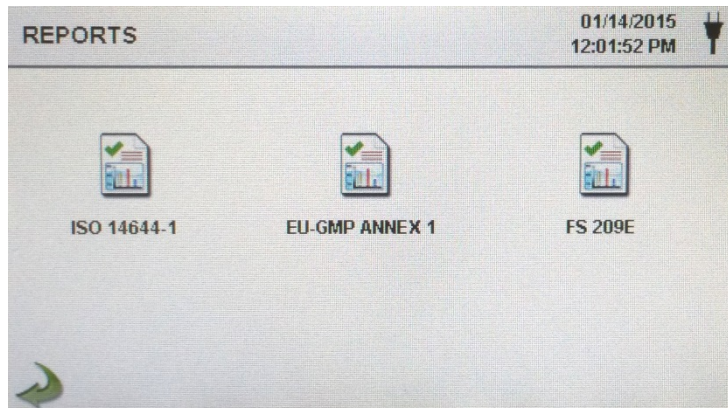 REPORTS
01/14/2015
12:01:52 PM
ISO 14644-1
EU-GMP ANNEX 1
FS 209E